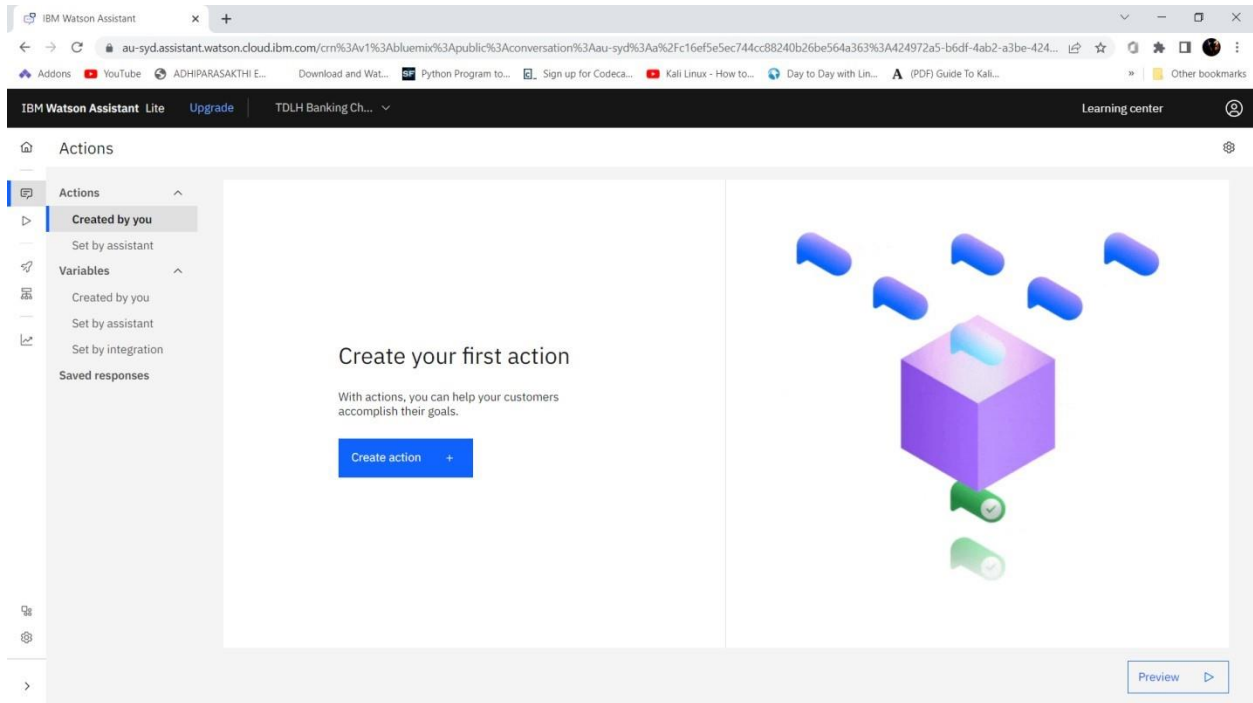 IBM Watson Assistant
au-syd.assistant.watson.cloud.ibm.com/crn%3Av1%3Abluemix%3Apublic%3Aconversation%3Aau-syd%3Aa%2Fc16ef5e5ec744cc88240b26be564a363%3A424972a5-b6df-4ab2-a3be-424...
Addons YouTube ADHIPARASAKTHI E... Download and Wat... SF Python Program to... Sign up for Codeca... Kali Linux - How to... Day to Day with Lin... A (PDF) Guide To Kali... » Other bookmarks
IBM Watson Assistant Lite Upgrade TDLH Banking Ch... Learning center
Actions
Actions
Created by you
Set by assistant
Variables
Created by you
Set by assistant
Set by integration
Saved responses
Create your first action
With actions, you can help your customers
accomplish their goals.
Create action +
Preview